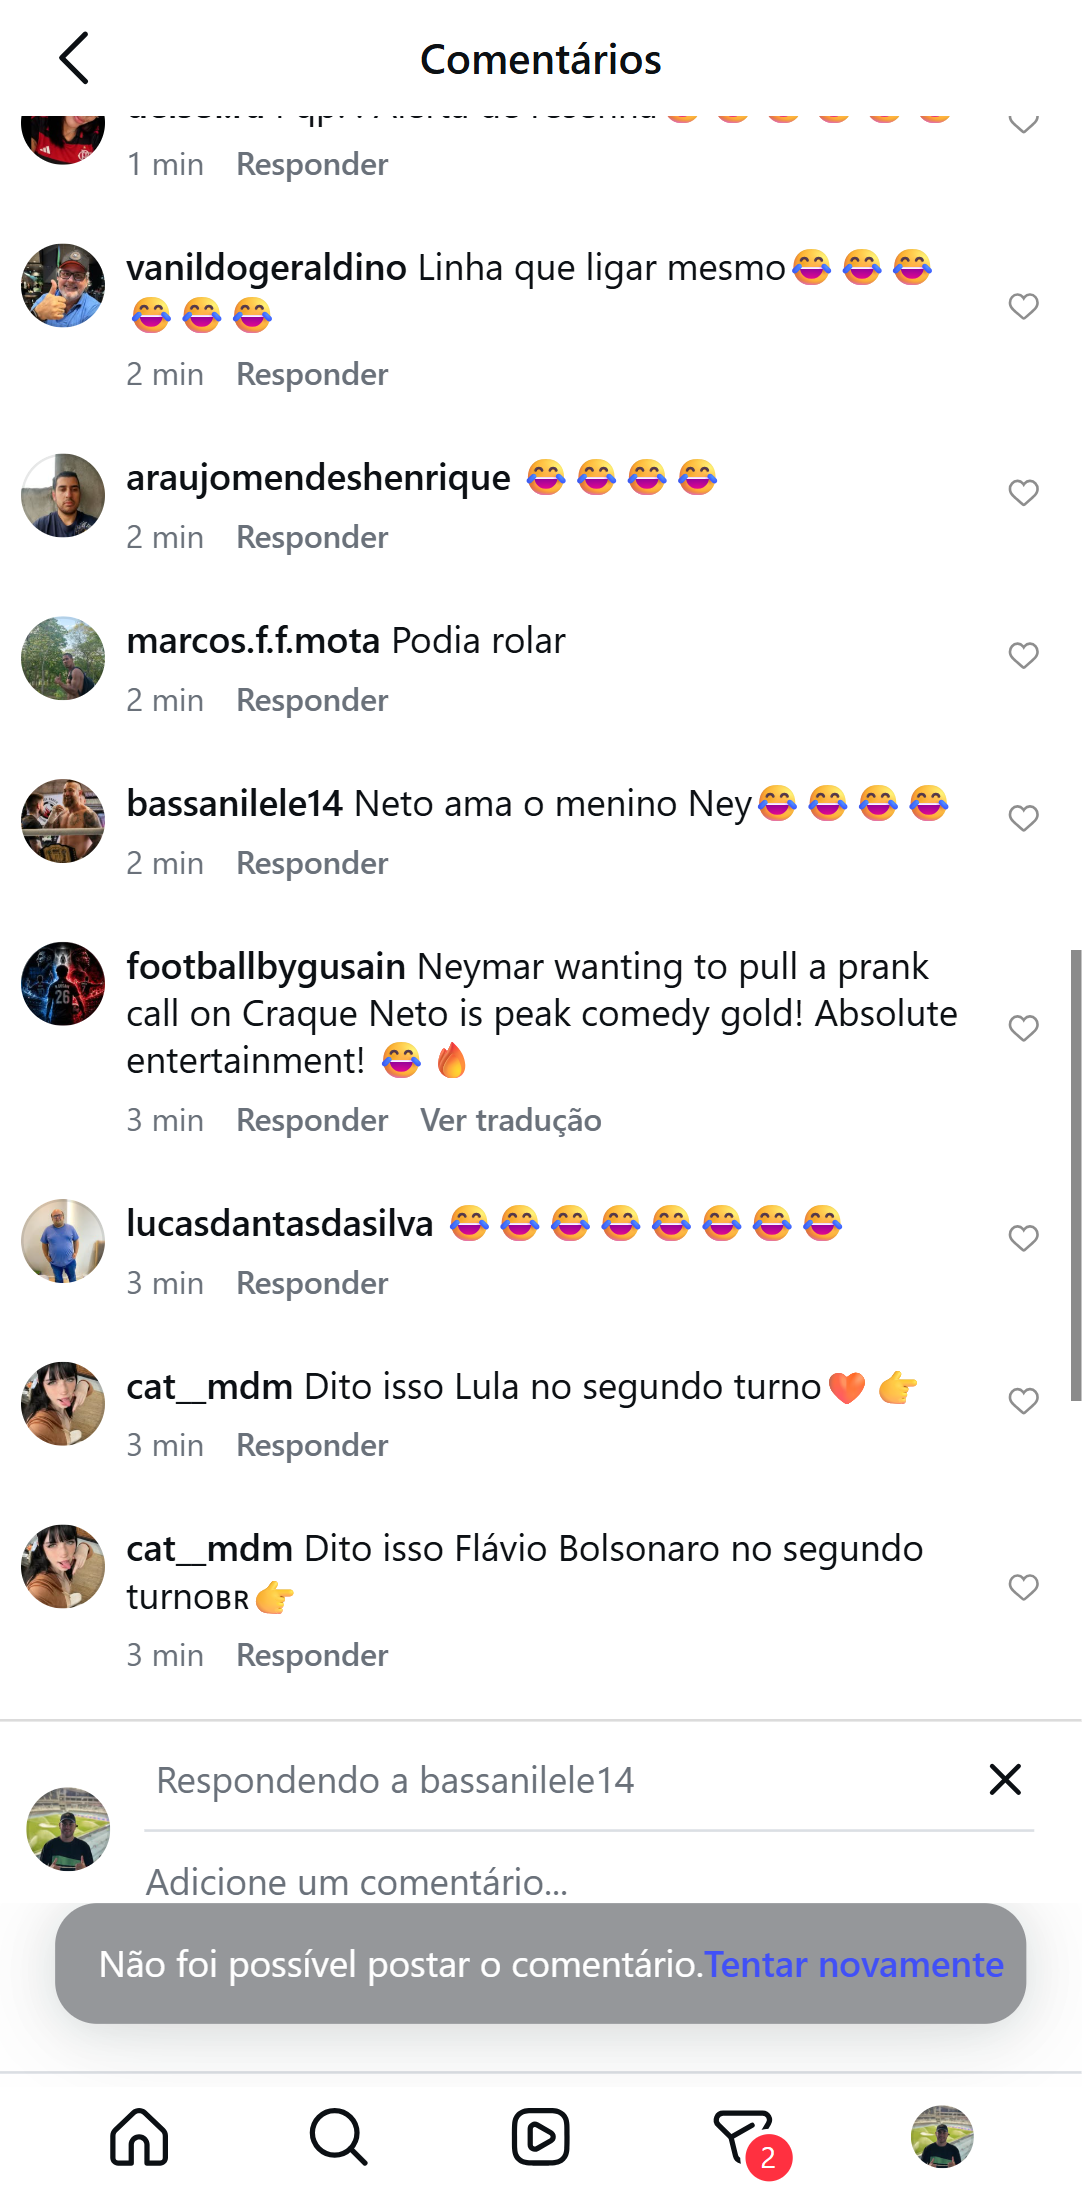 Comentários
1 min Responder
vanildogeraldino Linha que ligar mesmo😂😂😂
😂😂😂
2 min Responder
araujomendeshenrique 😂😂😂😂
2 min Responder
marcos.f.f.mota Podia rolar
2 min Responder
bassanilele14 Neto ama o menino Ney😂😂😂😂
2 min Responder
footballbygusain Neymar wanting to pull a prank
call on Craque Neto is peak comedy gold! Absolute
entertainment! 😂🔥
3 min Responder Ver tradução
lucasdantasdasilva 😂😂😂😂😂😂😂😂
3 min Responder
cat__mdm Dito isso Lula no segundo turno❤️👉
3 min Responder
cat__mdm Dito isso Flávio Bolsonaro no segundo
turno🇧🇷👉
3 min Responder
Respondendo a bassanilele14
Adicione um comentário...
Não foi possível postar o comentário.Tentar novamente
2